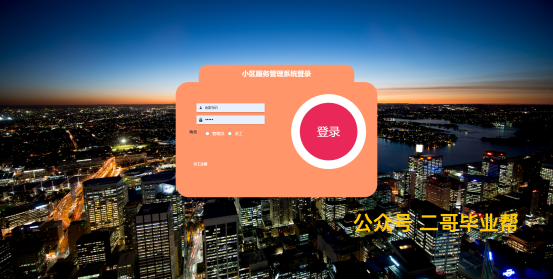 小区服务管理系统登录
admin
••••••
角色
管理员 员工
员工注册
登录
公众号 二哥毕业帮